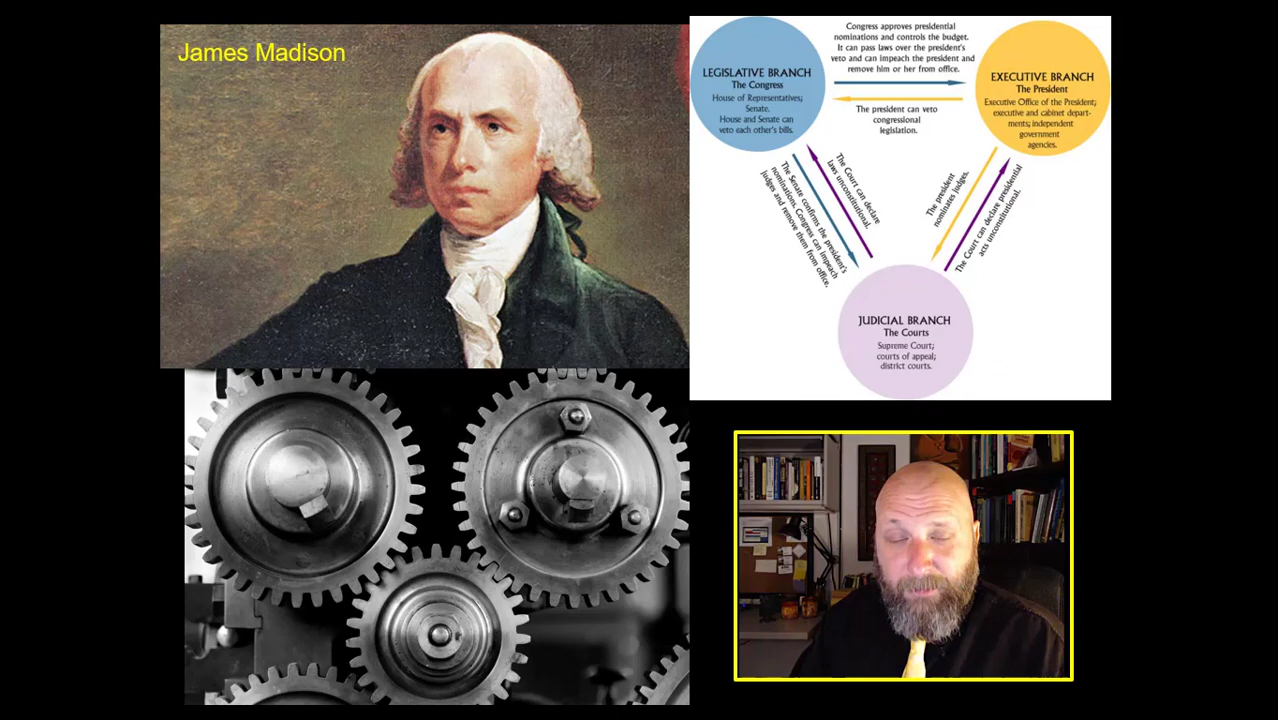 James Madison
Congress approves presidential
nominations and controls the budget.
It can pass laws over the president's
veto and can impeach the president and
remove him or her from office.
LEGISLATIVE BRANCH
The Congress
House of Representatives;
Senate.
House and Senate can
veto each other's bills.
EXECUTIVE BRANCH
The President
Executive Office of the President;
executive and cabinet depart-
ments; independent
government
agencies.
The president can veto
congressional
legislation.
The Senate confirms the president's
nominations. Congress can impeach
judges and remove them from office.
The Court can declare
laws unconstitutional.
The president
nominates judges.
The Court can declare presidential
acts unconstitutional.
JUDICIAL BRANCH
The Courts
Supreme Court;
courts of appeal;
district courts.